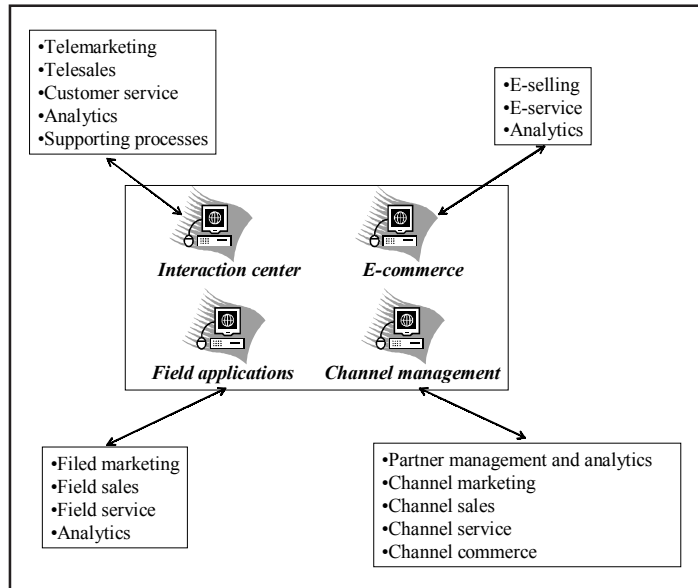 •Telemarketing
•Telesales
•Customer service
•Analytics
•Supporting processes
•E-selling
•E-service
•Analytics
Interaction center
E-commerce
Field applications
Channel management
•Filed marketing
•Field sales
•Field service
•Analytics
•Partner management and analytics
•Channel marketing
•Channel sales
•Channel service
•Channel commerce